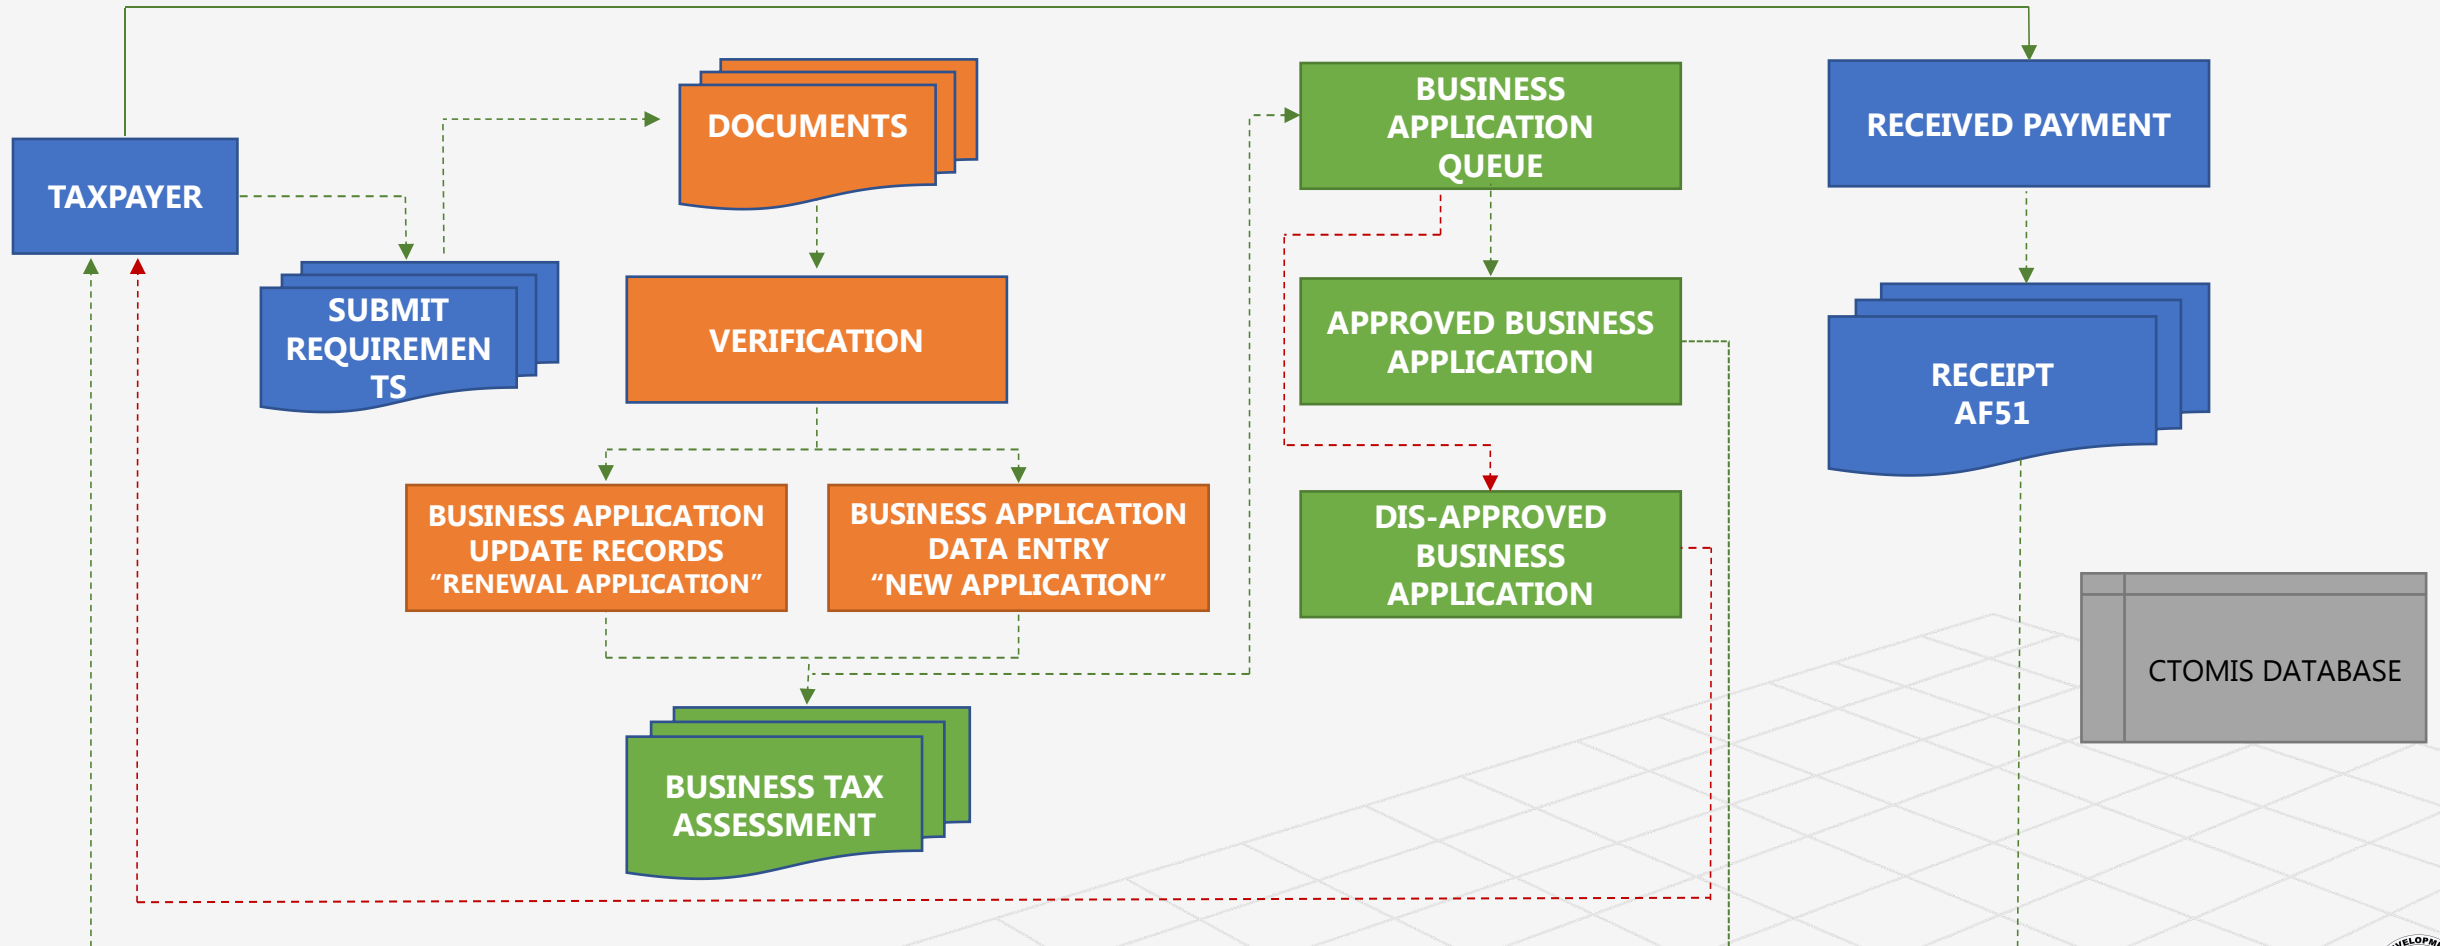 TAXPAYER
SUBMIT
REQUIREMEN
TS
DOCUMENTS
VERIFICATION
BUSINESS APPLICATION
UPDATE RECORDS
“RENEWAL APPLICATION”
BUSINESS APPLICATION
DATA ENTRY
“NEW APPLICATION”
BUSINESS TAX
ASSESSMENT
BUSINESS
APPLICATION
QUEUE
APPROVED BUSINESS
APPLICATION
DIS-APPROVED
BUSINESS
APPLICATION
RECEIVED PAYMENT
RECEIPT
AF51
CTOMIS DATABASE